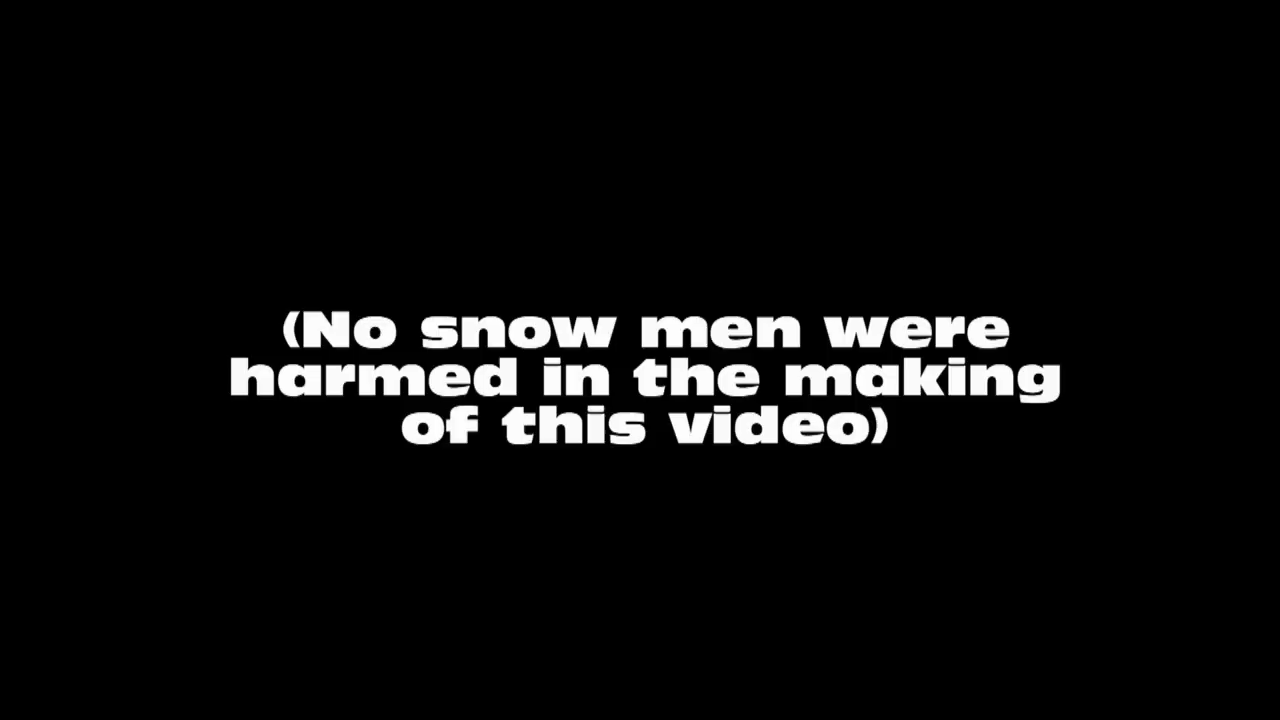 (No snow men were
harmed in the making
of this video)